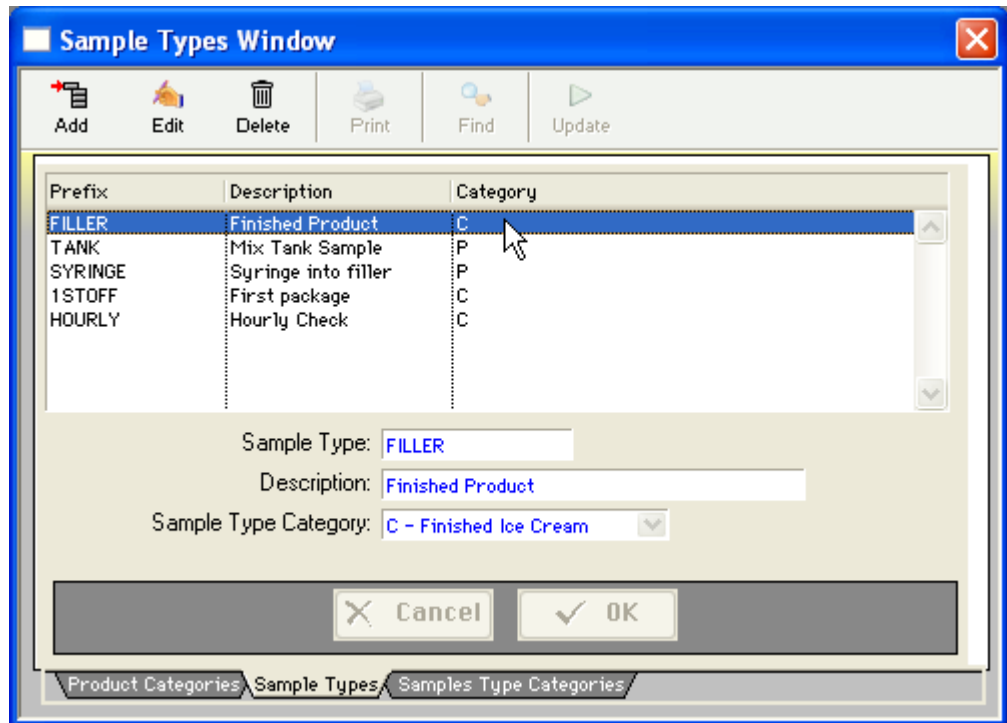 Sample Types Window
Add Edit Delete Print Find Update
Prefix Description Category
FILLER Finished Product C
TANK Mix Tank Sample P
SYRINGE Syringe into filler P
1STOFF First package C
HOURLY Hourly Check C
Sample Type: FILLER
Description: Finished Product
Sample Type Category: C - Finished Ice Cream
Cancel OK
Product Categories Sample Types Samples Type Categories